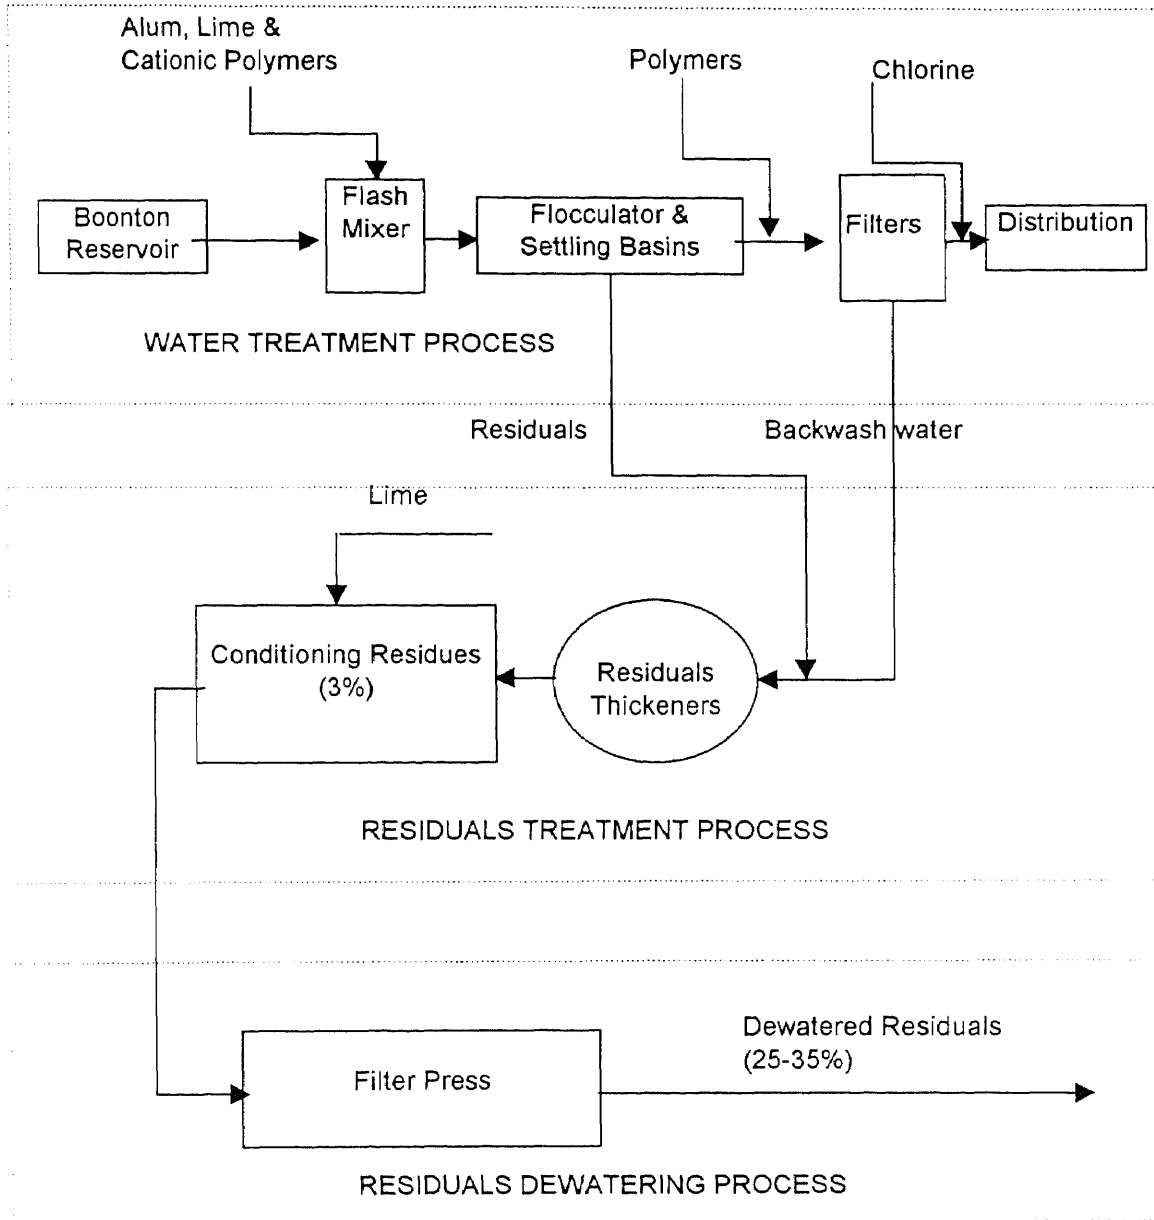 Alum, Lime &
Cationic Polymers
Polymers
Chlorine
Boonton
Reservoir
Flash
Mixer
Flocculator &
Settling Basins
Filters
Distribution
WATER TREATMENT PROCESS
Residuals
Backwash water
Lime
Conditioning Residues
(3%)
Residuals
Thickeners
RESIDUALS TREATMENT PROCESS
Dewatered Residuals
(25-35%)
Filter Press
RESIDUALS DEWATERING PROCESS